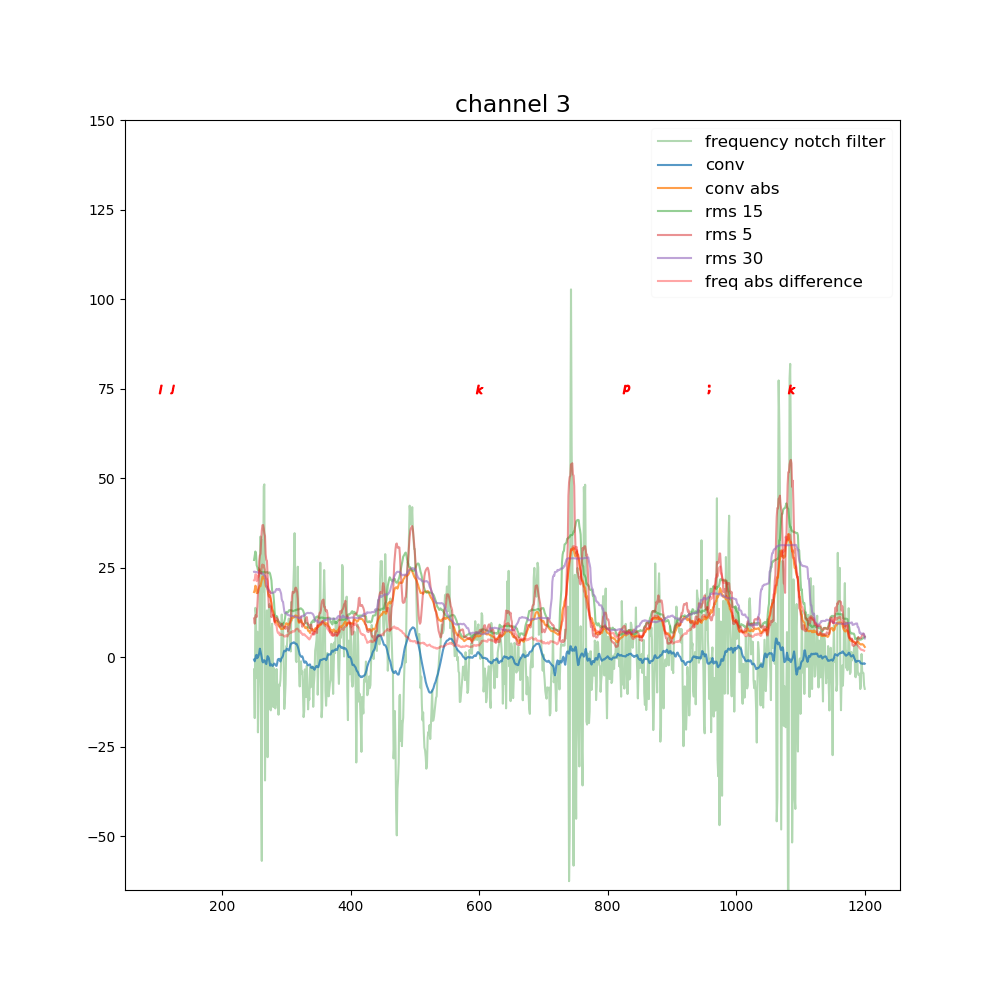 channel 3
150
125
100
75
50
25
0
−25
−50
frequency notch filter
conv
conv abs
rms 15
rms 5
rms 30
freq abs difference
k p ; k
200 400 600 800 1000 1200